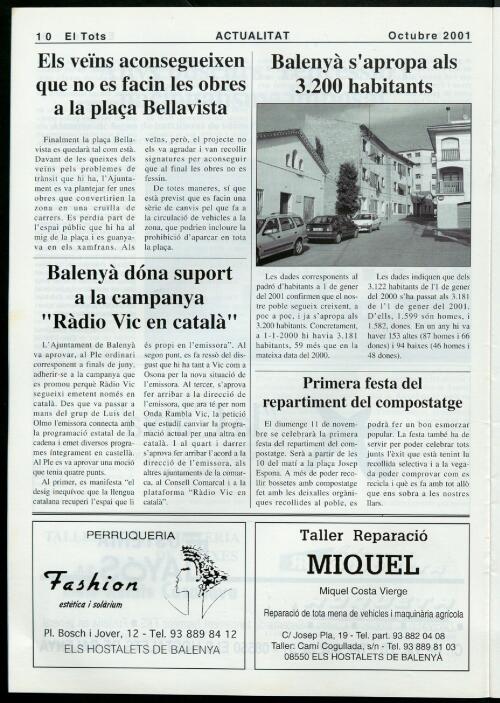 10 El Tots
ACTUALITAT
Octubre 2001
Els veïns aconsegueixen
que no es facin les obres
a la plaça Bellavista
Finalment la plaça Bella-
vista es quedarà tal com està.
Davant de les queixes dels
veïns pels problemes de
trànsit que hi ha, l'Ajunta-
ment es va plantejar fer unes
obres que convertirien la
zona en una cruïlla de
carrers. Es perdia part de
l'espai públic que hi ha al
mig de la plaça i es guanya-
va en els xamfrans. Als
veïns, però, el projecte no
els va agradar i van recollir
signatures per aconseguir
que al final les obres no es
fessin.
De totes maneres, sí que
està previst que es faci una
sèrie de canvis pel que fa a
la circulació de vehicles a la
zona, que podrien incloure la
prohibició d'aparcar en tota
la plaça.
Balenyà dóna suport
a la campanya
"Ràdio Vic en català"
L'Ajuntament de Balenyà
va aprovar, al Ple ordinari
corresponent a finals de juny,
adherir-se a la campanya que
es promou perquè Ràdio Vic
segueixi emetent només en
català. Des que va passar a
mans del grup de Luis del
Olmo l'emissora connecta amb
la programació estatal de la
cadena i emet diversos progra-
mes íntegrament en castellà.
Al Ple es va aprovar una moció
que tenia quatre punts.
Al primer, es manifesta "el
desig inequívoc que la llengua
catalana recuperi l'espai que li
és propi en l'emissora". Al
segon punt, es fa ressò del dis-
gust que hi ha tant a Vic com a
Osona per la nova situació de
l'emissora. Al tercer, s'aprovà
fer arribar a la direcció de
l'emissora, que ara té per nom
Onda Rambla Vic, la petició
que estudiï canviar la progra-
mació actual per una altra en
català. I al quart i darrer
s'aprova fer arribar l'acord a la
direcció de l'emissora, als
altres ajuntaments de la comar-
ca, al Consell Comarcal i a la
plataforma "Ràdio Vic en
català".
Balenyà s'apropa als
3.200 habitants
Les dades corresponents al
padró d'habitants a 1 de gener
del 2001 confirmen que el nos-
tre poble segueix creixent, a
poc a poc, i ja s'apropa als
3.200 habitants. Concretament,
a 1-1-2000 hi havia 3.181
habitants, 59 més que en la
mateixa data del 2000.
Les dades indiquen que dels
3.122 habitants de l'1 de gener
del 2000 s'ha passat als 3.181
de l'1 de gener del 2001.
D'ells, 1.599 són homes, i
1.582, dones. En un any hi va
haver 153 altes (87 homes i 66
dones) i 94 baixes (46 homes i
48 dones).
Primera festa del
repartiment del compostatge
El diumenge 11 de novem-
bre se celebrarà la primera
festa del repartiment per com-
postatge. Serà a partir de les
10 del matí a la plaça Josep
Espona. A més de poder reco-
llir bossetes amb compostatge
fet amb les deixalles orgàni-
ques recollides al poble, es
podrà fer un bon esmorzar
popular. La festa també ha de
servir per poder celebrar tots
junts l'èxit que està tenint la
recollida selectiva i a la vega-
da poder comprovar com es
recicla i què es fa amb tot allò
que ens sobra a les nostres
llars.
PERRUQUERIA
Fashion
estètica i solàrium
Pl. Bosch i Jover, 12 - Tel. 93 889 84 12
ELS HOSTALETS DE BALENYA
Taller Reparació
MIQUEL
Miquel Costa Vierge
Reparació de tota mena de vehicles i maquinària agrícola
C/ Josep Pla, 19 - Tel. part. 93 882 04 08
Taller: Camí Cogullada, s/n - Tel. 93 889 81 03
08550 ELS HOSTALETS DE BALENYÀ